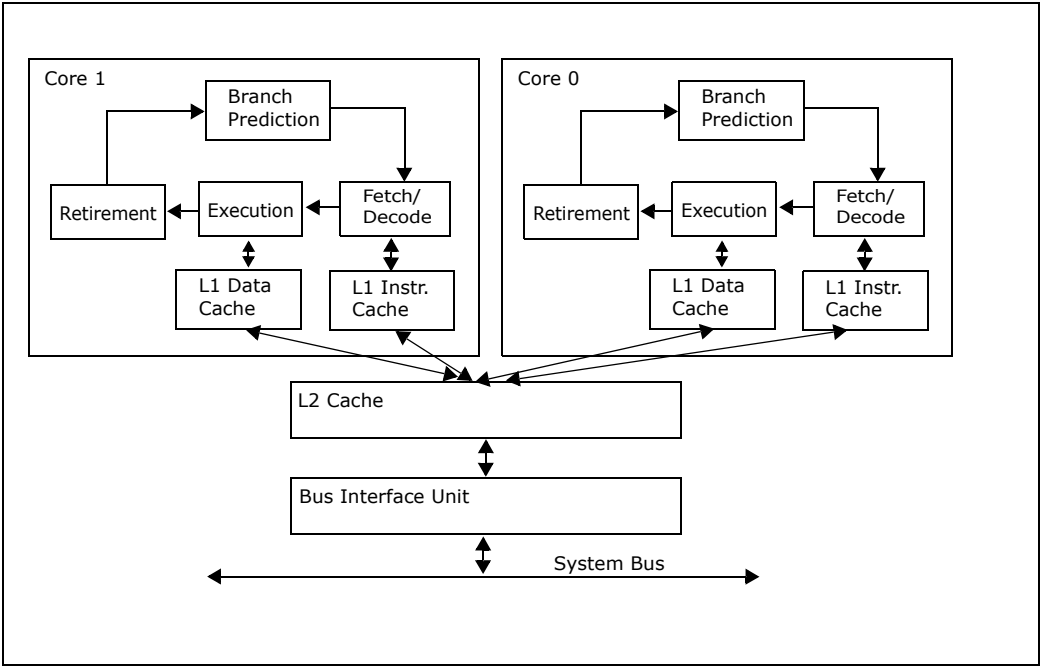 Core 1
Branch
Prediction
Retirement
Execution
Fetch/
Decode
L1 Data
Cache
L1 Instr.
Cache
Core 0
Branch
Prediction
Retirement
Execution
Fetch/
Decode
L1 Data
Cache
L1 Instr.
Cache
L2 Cache
Bus Interface Unit
System Bus